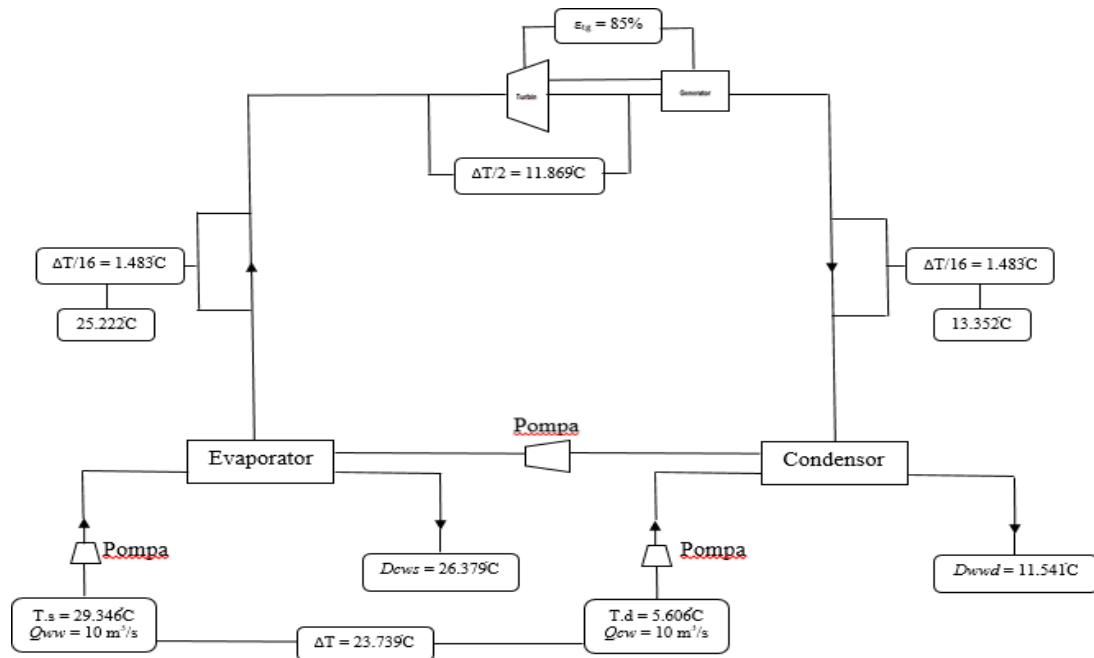 εtg = 85%
Turbin
Generator
ΔT/2 = 11.869°C
ΔT/16 = 1.483°C
25.222°C
ΔT/16 = 1.483°C
13.352°C
Pompa
Evaporator
Condensor
Pompa
Pompa
Dcws = 26.379°C
Dwwd = 11.541°C
T.s = 29.346°C
Qww = 10 m³/s
T.d = 5.606°C
Qcw = 10 m³/s
ΔT = 23.739°C